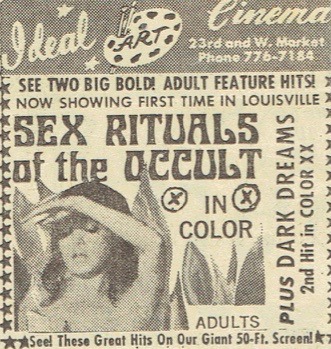 Ideal ART Cinema
23rd and W. Market
Phone 776-7184
SEE TWO BIG BOLD! ADULT FEATURE HITS!
NOW SHOWING FIRST TIME IN LOUISVILLE
SEX RITUALS
of the OCCULT
X IN X
COLOR
ADULTS
PLUS DARK DREAMS
2nd Hit in COLOR XX
See! These Great Hits On Our Giant 50-Ft. Screen!